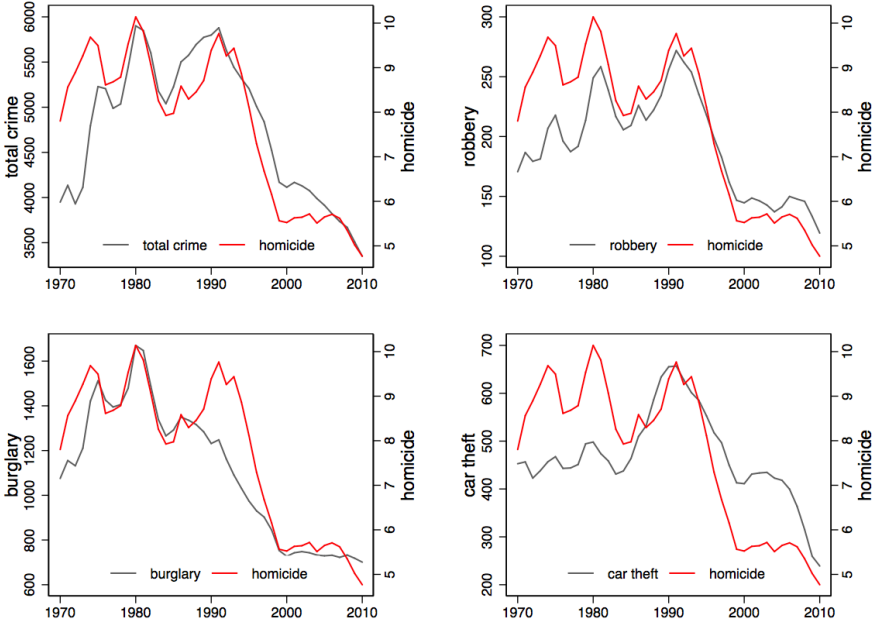 total crime
6000
5500
5000
4500
4000
3500
10
9
8
7
6
5
homicide
total crime homicide
1970 1980 1990 2000 2010
robbery
300
250
200
150
100
10
9
8
7
6
5
homicide
robbery homicide
1970 1980 1990 2000 2010
burglary
1600
1400
1200
1000
800
600
10
9
8
7
6
5
homicide
burglary homicide
1970 1980 1990 2000 2010
car theft
700
600
500
400
300
200
10
9
8
7
6
5
homicide
car theft homicide
1970 1980 1990 2000 2010